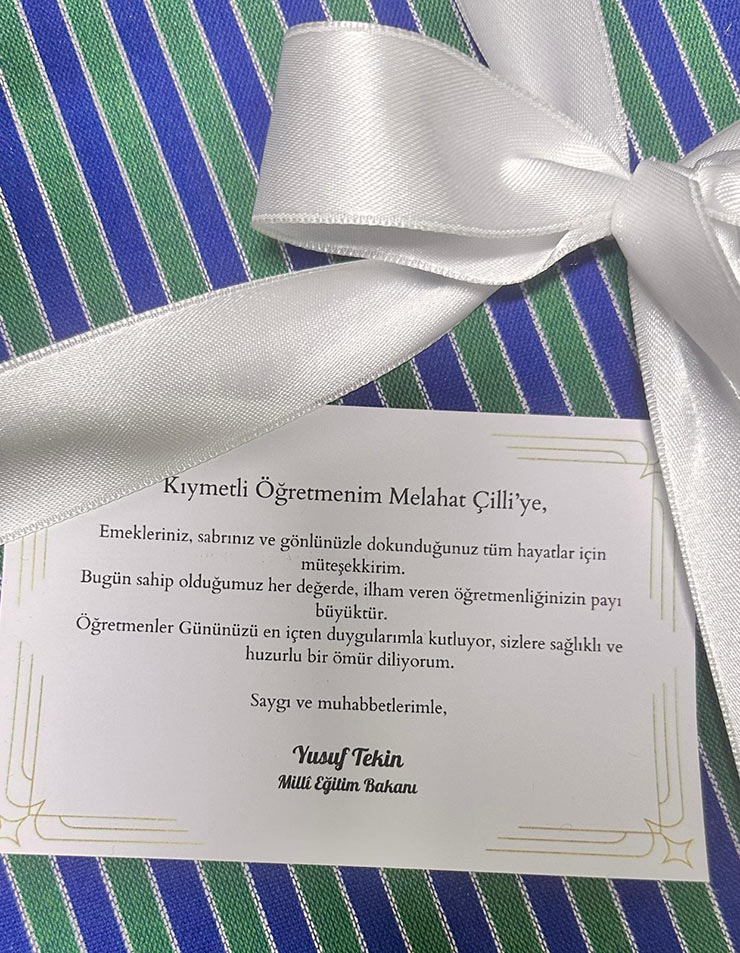 Kıymetli Öğretmenim Melahat Çilli'ye,
Emekleriniz, sabrınız ve gönlünüzle dokunduğunuz tüm hayatlar için
müteşekkirim.
Bugün sahip olduğumuz her değerde, ilham veren öğretmenliğinizin payı
büyüktür.
Öğretmenler Gününüzü en içten duygularımla kutluyor, sizlere sağlıklı ve
huzurlu bir ömür diliyorum.
Saygı ve muhabbetlerimle,
Yusuf Tekin
Millî Eğitim Bakanı